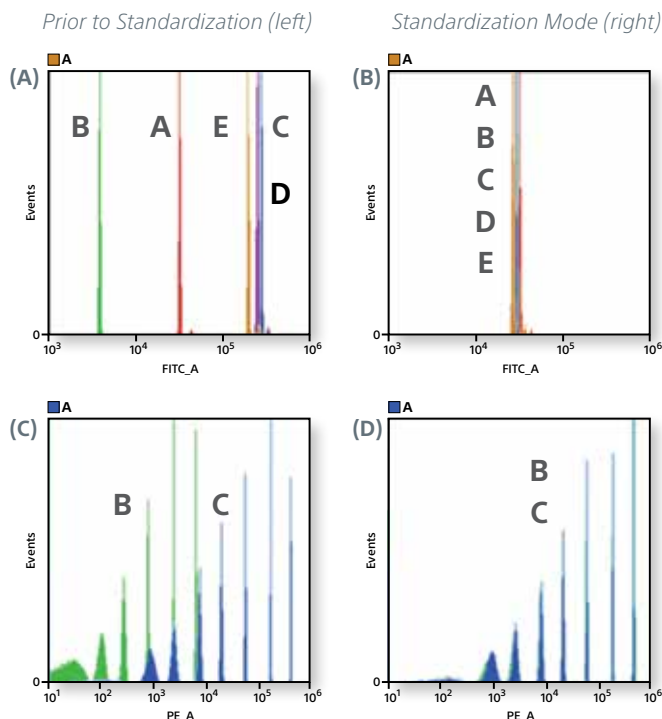 Prior to Standardization (left)
Standardization Mode (right)
(A)
A
B A E C
D
Events
0
10³ 10⁴ 10⁵ 10⁶
FITC_A
(B)
A
A
B
C
D
E
Events
0
10³ 10⁴ 10⁵ 10⁶
FITC_A
(C)
A
B C
Events
0
10¹ 10² 10³ 10⁴ 10⁵ 10⁶
PE_A
(D)
A
B
C
Events
0
10¹ 10² 10³ 10⁴ 10⁵ 10⁶
PE_A